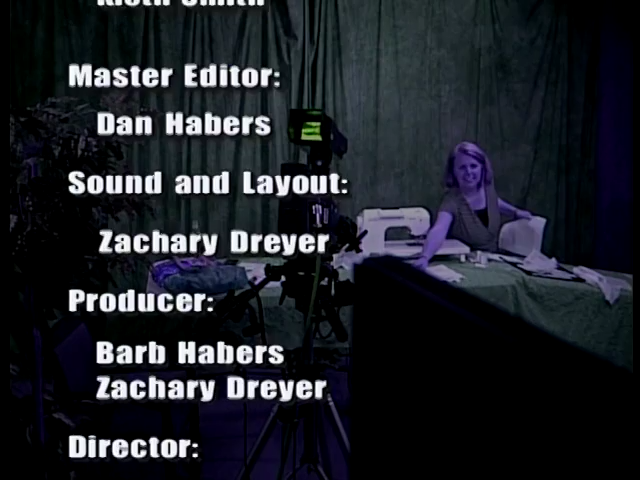 Master Editor:
Dan Habers
Sound and Layout:
Zachary Dreyer
Producer:
Barb Habers
Zachary Dreyer
Director: